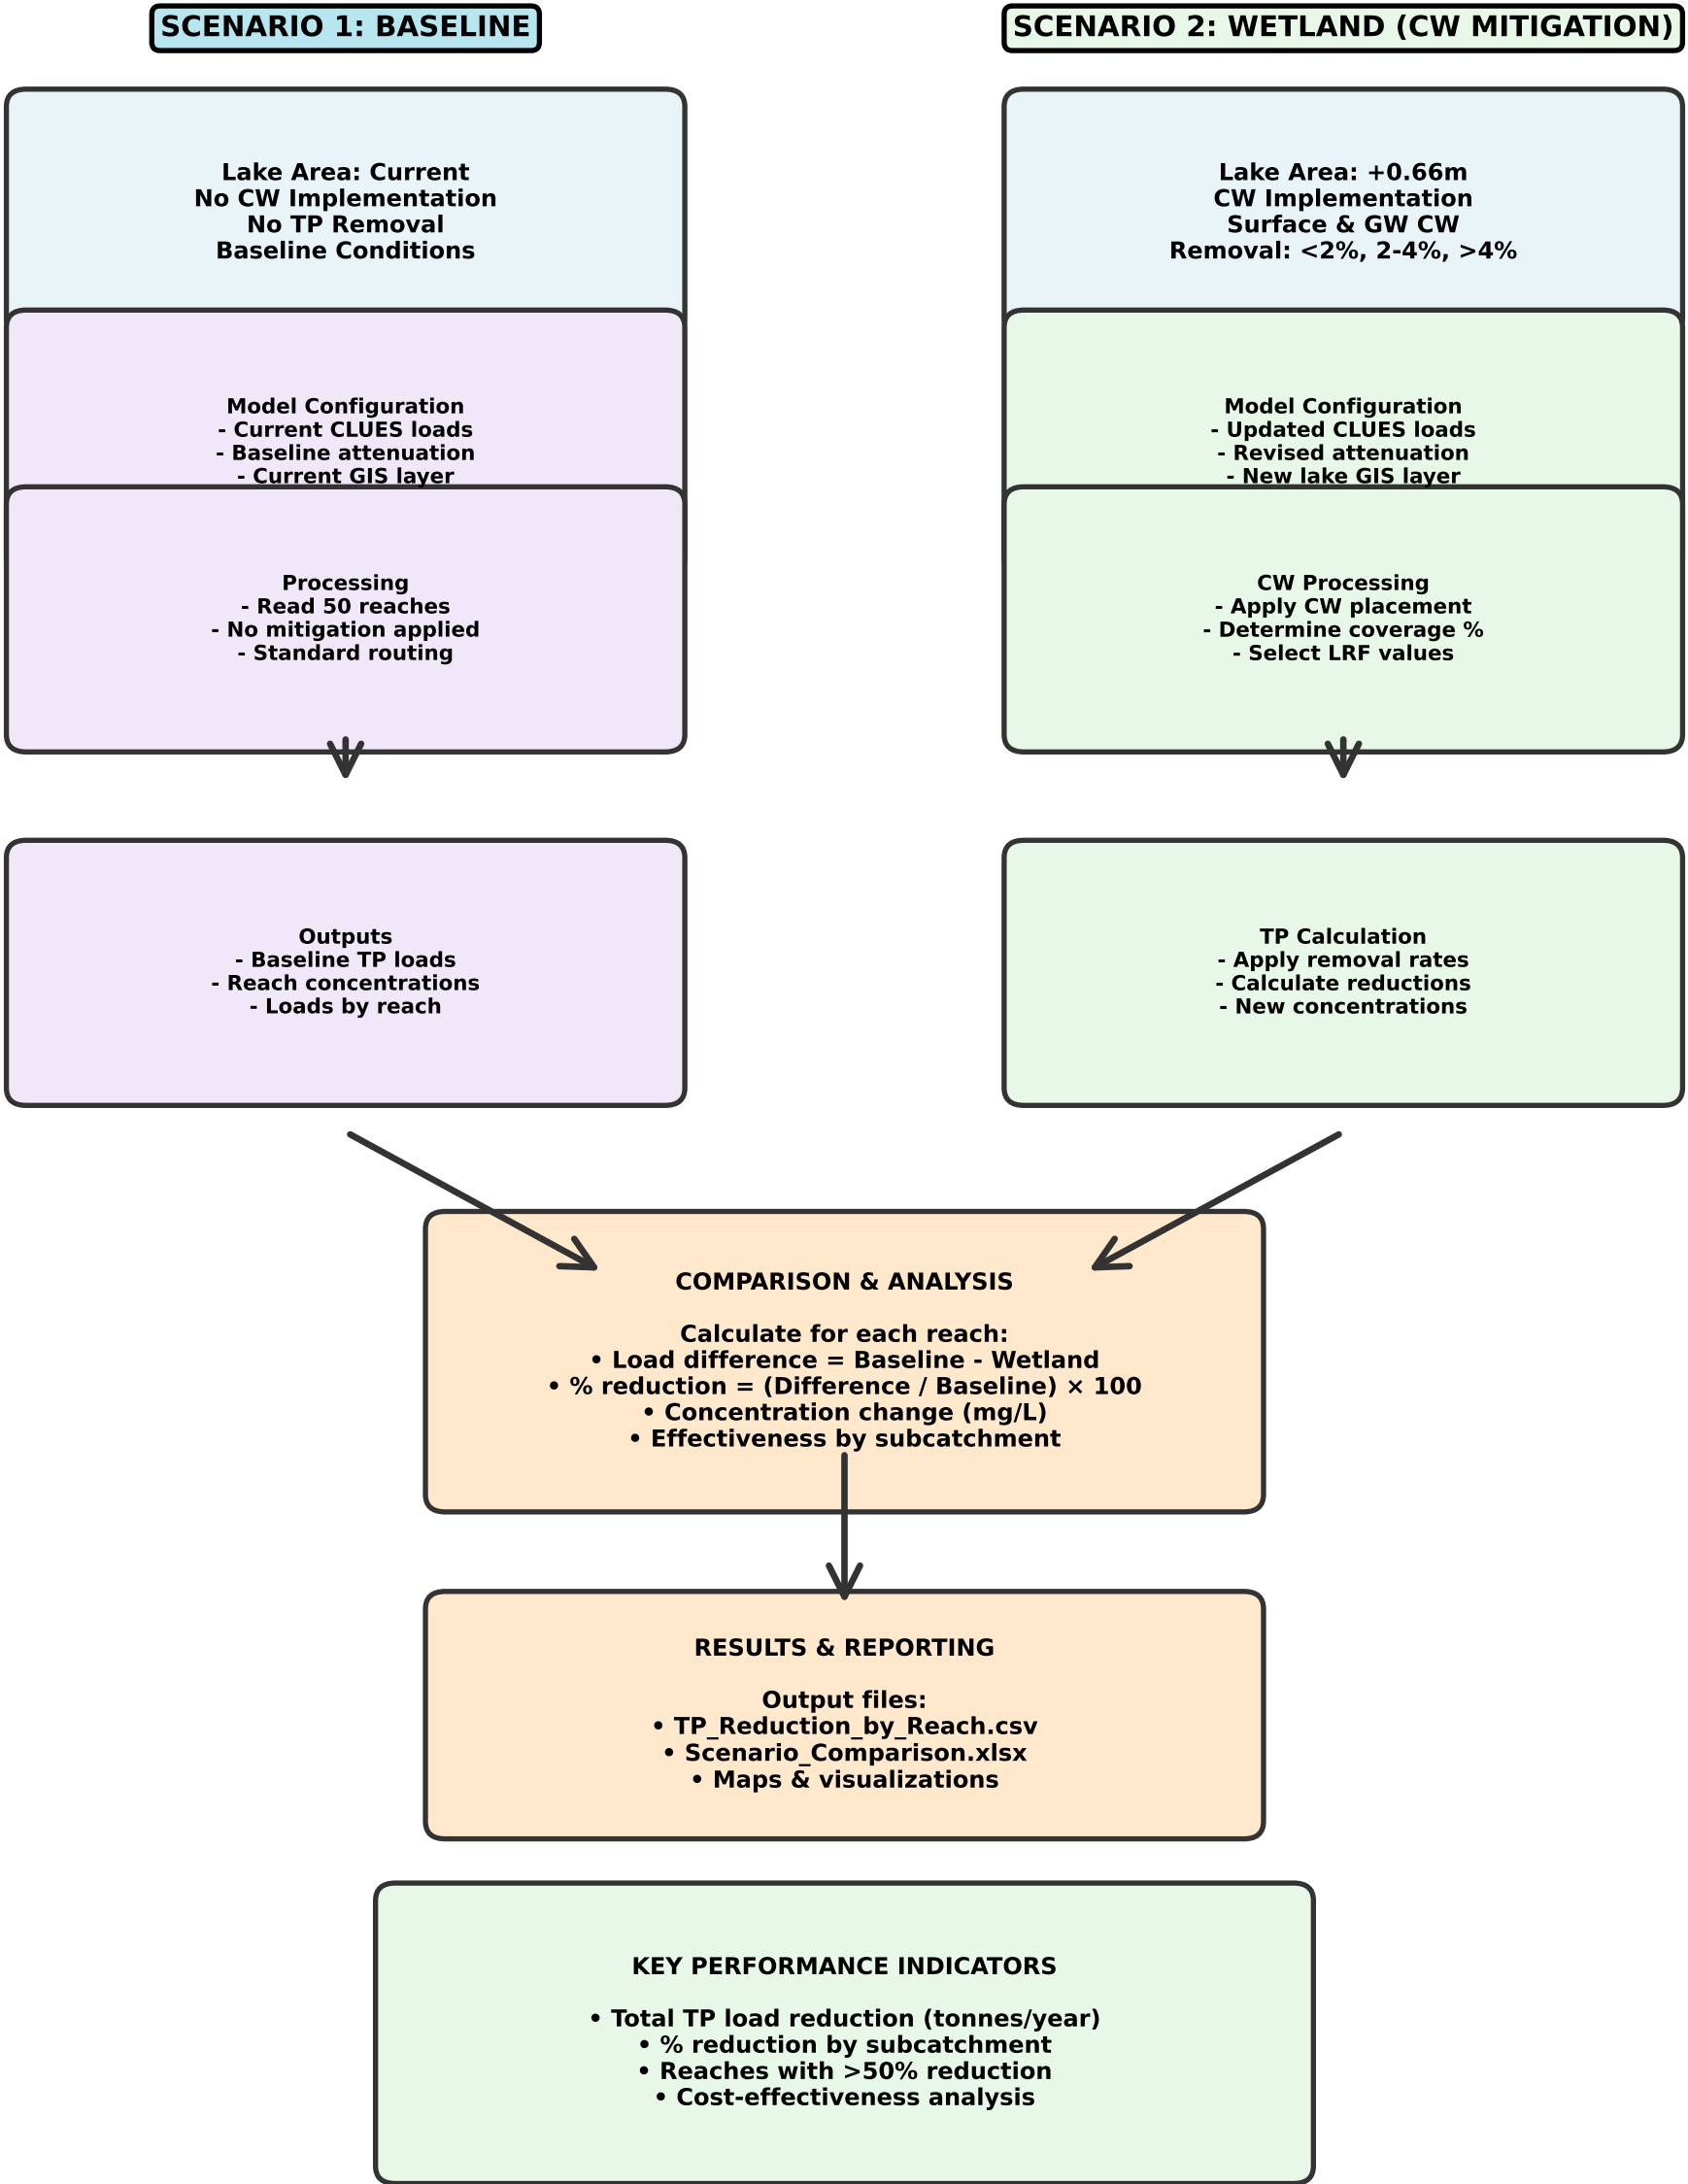 SCENARIO 1: BASELINE
Lake Area: Current
No CW Implementation
No TP Removal
Baseline Conditions
Model Configuration
- Current CLUES loads
- Baseline attenuation
- Current GIS layer
Processing
- Read 50 reaches
- No mitigation applied
- Standard routing
Outputs
- Baseline TP loads
- Reach concentrations
- Loads by reach
SCENARIO 2: WETLAND (CW MITIGATION)
Lake Area: +0.66m
CW Implementation
Surface & GW CW
Removal: <2%, 2-4%, >4%
Model Configuration
- Updated CLUES loads
- Revised attenuation
- New lake GIS layer
CW Processing
- Apply CW placement
- Determine coverage %
- Select LRF values
TP Calculation
- Apply removal rates
- Calculate reductions
- New concentrations
COMPARISON & ANALYSIS
Calculate for each reach:
• Load difference = Baseline - Wetland
• % reduction = (Difference / Baseline) × 100
• Concentration change (mg/L)
• Effectiveness by subcatchment
RESULTS & REPORTING
Output files:
• TP_Reduction_by_Reach.csv
• Scenario_Comparison.xlsx
• Maps & visualizations
KEY PERFORMANCE INDICATORS
• Total TP load reduction (tonnes/year)
• % reduction by subcatchment
• Reaches with >50% reduction
• Cost-effectiveness analysis